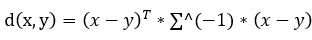 d(x,y) = (x − y)^T * ∑^(−1) * (x − y)